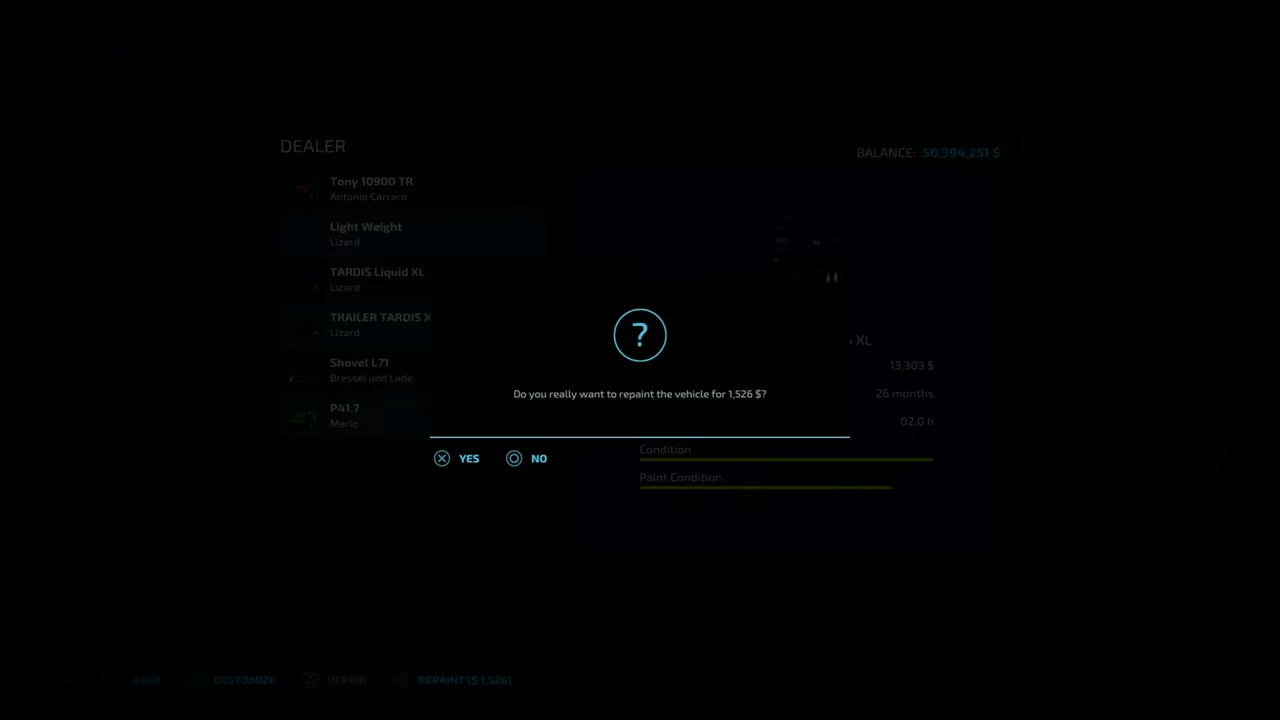 DEALER
BALANCE: 50,394,251 $
Tony 10900 TR
Antonio Carraro
Light Weight
Lizard
TARDIS Liquid XL
Lizard
TRAILER TARDIS X
Lizard
Shovel L71
Bressel und Lade
P41.7
Merlo
?
Do you really want to repaint the vehicle for 1,526 $?
YES NO
XL
13,303 $
26 months
02.0 h
Condition
Paint Condition
BACK CUSTOMIZE REPAIR REPAINT ($ 1,526)